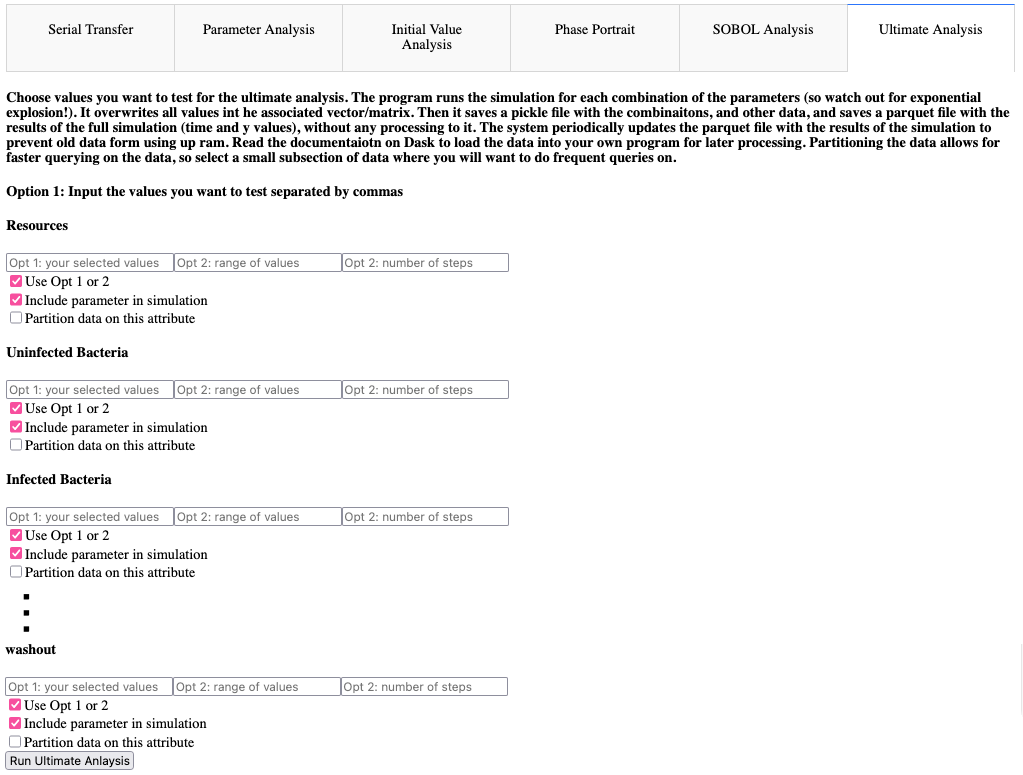 Serial Transfer
Parameter Analysis
Initial Value
Analysis
Phase Portrait
SOBOL Analysis
Ultimate Analysis
Choose values you want to test for the ultimate analysis. The program runs the simulation for each combination of the parameters (so watch out for exponential
explosion!). It overwrites all values int he associated vector/matrix. Then it saves a pickle file with the combinaitons, and other data, and saves a parquet file with the
results of the full simulation (time and y values), without any processing to it. The system periodically updates the parquet file with the results of the simulation to
prevent old data form using up ram. Read the documentaiotn on Dask to load the data into your own program for later processing. Partitioning the data allows for
faster querying on the data, so select a small subsection of data where you will want to do frequent queries on.
Option 1: Input the values you want to test separated by commas
Resources
Opt 1: your selected values Opt 2: range of values Opt 2: number of steps
Use Opt 1 or 2
Include parameter in simulation
Partition data on this attribute
Uninfected Bacteria
Opt 1: your selected values Opt 2: range of values Opt 2: number of steps
Use Opt 1 or 2
Include parameter in simulation
Partition data on this attribute
Infected Bacteria
Opt 1: your selected values Opt 2: range of values Opt 2: number of steps
Use Opt 1 or 2
Include parameter in simulation
Partition data on this attribute
washout
Opt 1: your selected values Opt 2: range of values Opt 2: number of steps
Use Opt 1 or 2
Include parameter in simulation
Partition data on this attribute
Run Ultimate Anlaysis